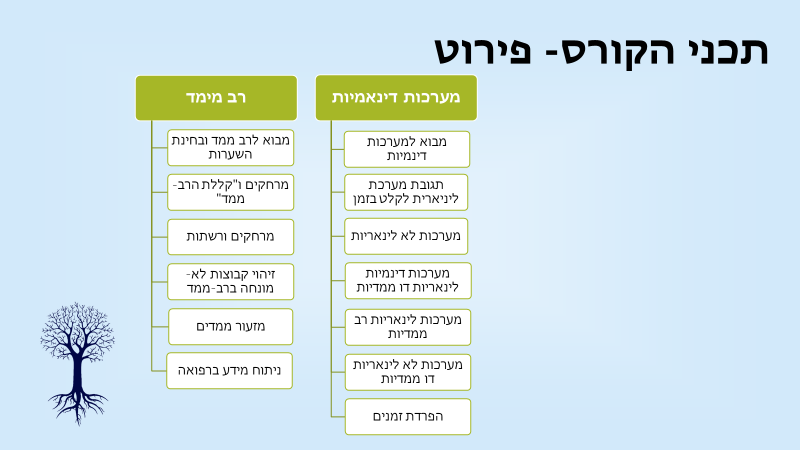 תכני הקורס- פירוט
מערכות דינאמיות
מבוא למערכות
דינמיות
תגובת מערכת
ליניארית לקלט בזמן
מערכות לא לינאריות
מערכות דינמיות
לינאריות דו ממדיות
מערכות לינאריות רב
ממדיות
מערכות לא לינאריות
דו ממדיות
הפרדת זמנים
רב מימד
מבוא לרב ממד ובחינת
השערות
מרחקים ו"קללת הרב-
ממד"
מרחקים ורשתות
זיהוי קבוצות לא-
מונחה ברב-ממד
מזעור ממדים
ניתוח מידע ברפואה